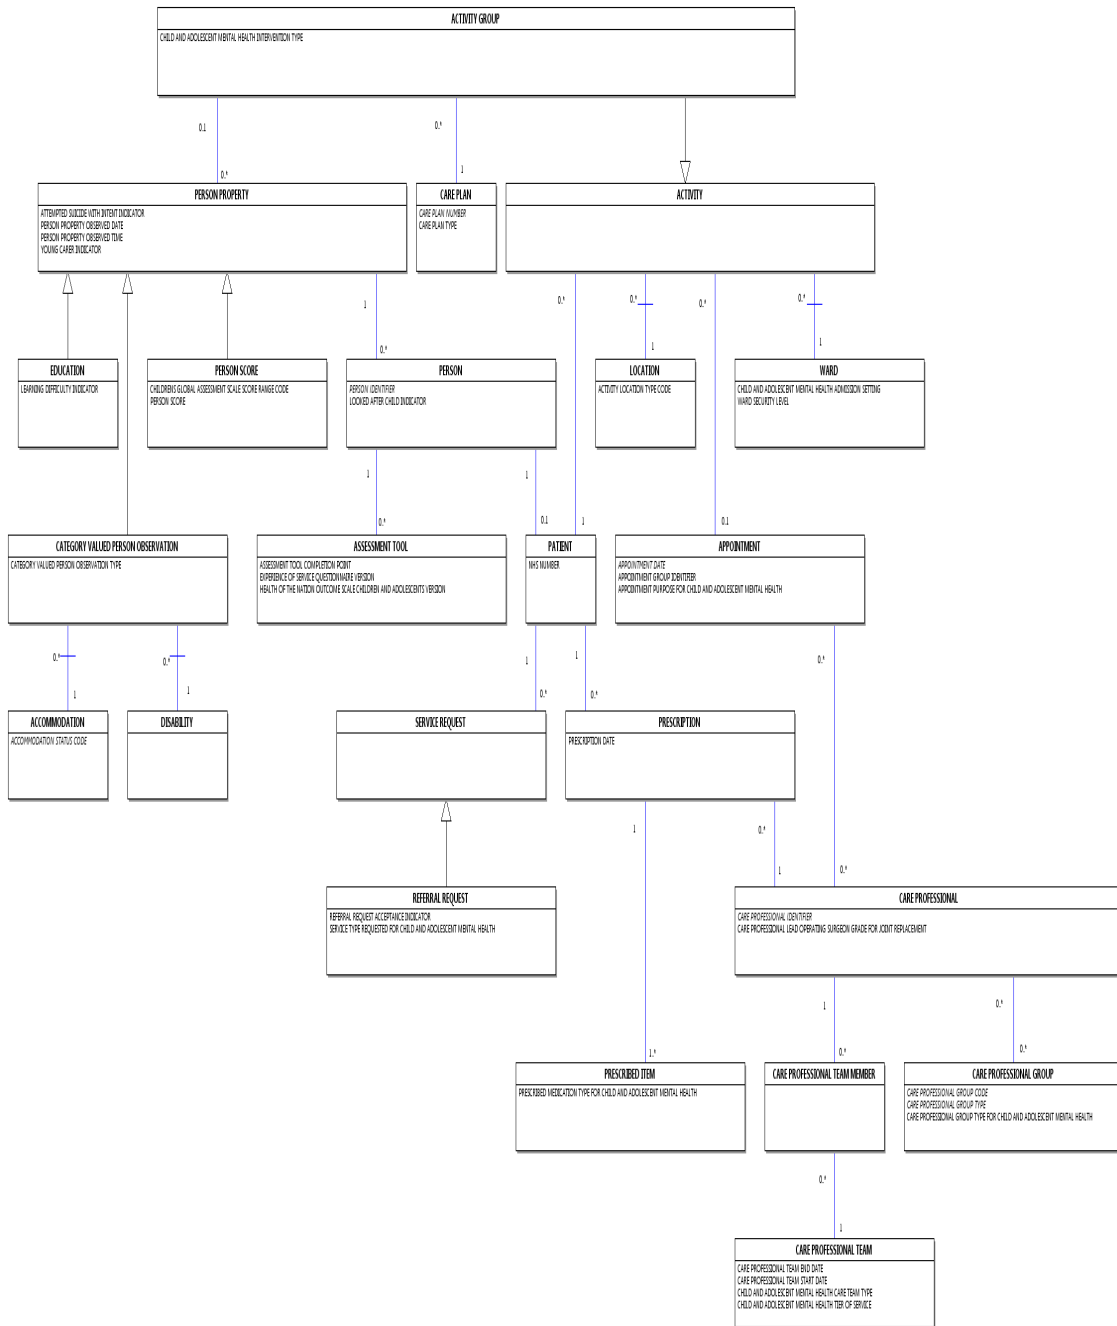 ACTIVITY GROUP
CHILD AND ADOLESCENT MENTAL HEALTH INTERVENTION TYPE
0.1
0.*
0.*
1
PERSON PROPERTY
ATTEMPTED SUICIDE WITH INTENT INDICATOR
PERSON PROPERTY OBSERVED DATE
PERSON PROPERTY OBSERVED TIME
YOUNG CARER INDICATOR
CARE PLAN
CARE PLAN NUMBER
CARE PLAN TYPE
ACTIVITY
1
0.*
0.*
0.*
1
0.*
0.*
1
EDUCATION
LEARNING DIFFICULTY INDICATOR
PERSON SCORE
CHILDRENS GLOBAL ASSESSMENT SCALE SCORE RANGE CODE
PERSON SCORE
PERSON
PERSON IDENTIFIER
LOOKED AFTER CHILD INDICATOR
LOCATION
ACTIVITY LOCATION TYPE CODE
WARD
CHILD AND ADOLESCENT MENTAL HEALTH ADMISSION SETTING
WARD SECURITY LEVEL
1
0.*
1
0.1
1
0.1
CATEGORY VALUED PERSON OBSERVATION
CATEGORY VALUED PERSON OBSERVATION TYPE
ASSESSMENT TOOL
ASSESSMENT TOOL COMPLETION POINT
EXPERIENCE OF SERVICE QUESTIONNAIRE VERSION
HEALTH OF THE NATION OUTCOME SCALE CHILDREN AND ADOLESCENTS VERSION
PATIENT
NHS NUMBER
APPOINTMENT
APPOINTMENT DATE
APPOINTMENT GROUP IDENTIFIER
APPOINTMENT PURPOSE FOR CHILD AND ADOLESCENT MENTAL HEALTH
0.*
1
0.*
1
1
0.*
1
0.*
0.*
ACCOMMODATION
ACCOMMODATION STATUS CODE
DISABILITY
SERVICE REQUEST
PRESCRIPTION
PRESCRIPTION DATE
1
0.*
1
0.*
REFERRAL REQUEST
REFERRAL REQUEST ACCEPTANCE INDICATOR
SERVICE TYPE REQUESTED FOR CHILD AND ADOLESCENT MENTAL HEALTH
CARE PROFESSIONAL
CARE PROFESSIONAL IDENTIFIER
CARE PROFESSIONAL LEAD OPERATING SURGEON GRADE FOR JOINT REPLACEMENT
1.*
1
0.*
0.*
0.*
PRESCRIBED ITEM
PRESCRIBED MEDICATION TYPE FOR CHILD AND ADOLESCENT MENTAL HEALTH
CARE PROFESSIONAL TEAM MEMBER
CARE PROFESSIONAL GROUP
CARE PROFESSIONAL GROUP CODE
CARE PROFESSIONAL GROUP TYPE
CARE PROFESSIONAL GROUP TYPE FOR CHILD AND ADOLESCENT MENTAL HEALTH
0.*
1
CARE PROFESSIONAL TEAM
CARE PROFESSIONAL TEAM END DATE
CARE PROFESSIONAL TEAM START DATE
CHILD AND ADOLESCENT MENTAL HEALTH CARE TEAM TYPE
CHILD AND ADOLESCENT MENTAL HEALTH TIER OF SERVICE